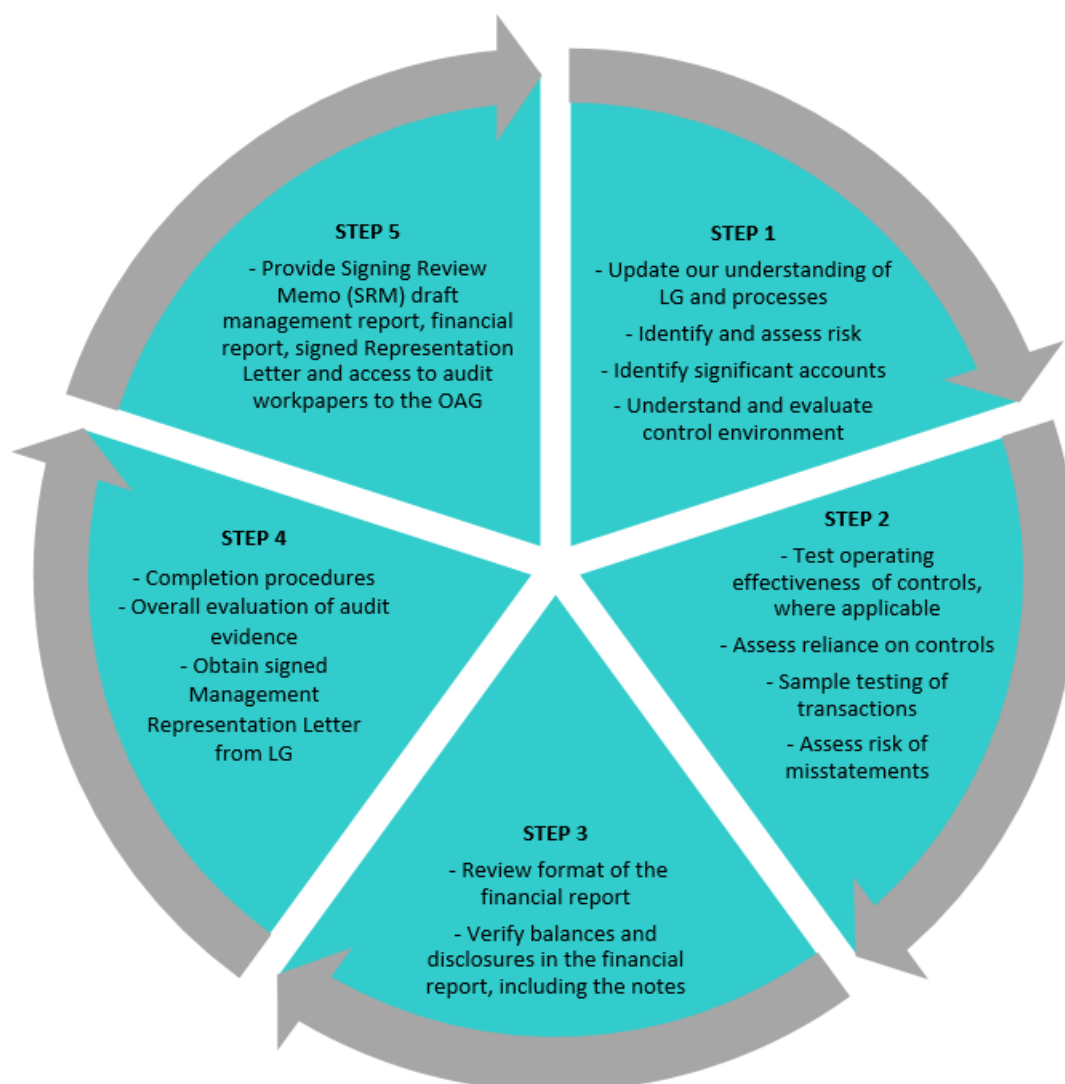 STEP 1
- Update our understanding of
LG and processes
- Identify and assess risk
- Identify significant accounts
- Understand and evaluate
control environment
STEP 2
- Test operating
effectiveness of controls,
where applicable
- Assess reliance on controls
- Sample testing of
transactions
- Assess risk of
misstatements
STEP 3
- Review format of the
financial report
- Verify balances and
disclosures in the financial
report, including the notes
STEP 4
- Completion procedures
- Overall evaluation of audit
evidence
- Obtain signed
Management
Representation Letter
from LG
STEP 5
- Provide Signing Review
Memo (SRM) draft
management report, financial
report, signed Representation
Letter and access to audit
workpapers to the OAG